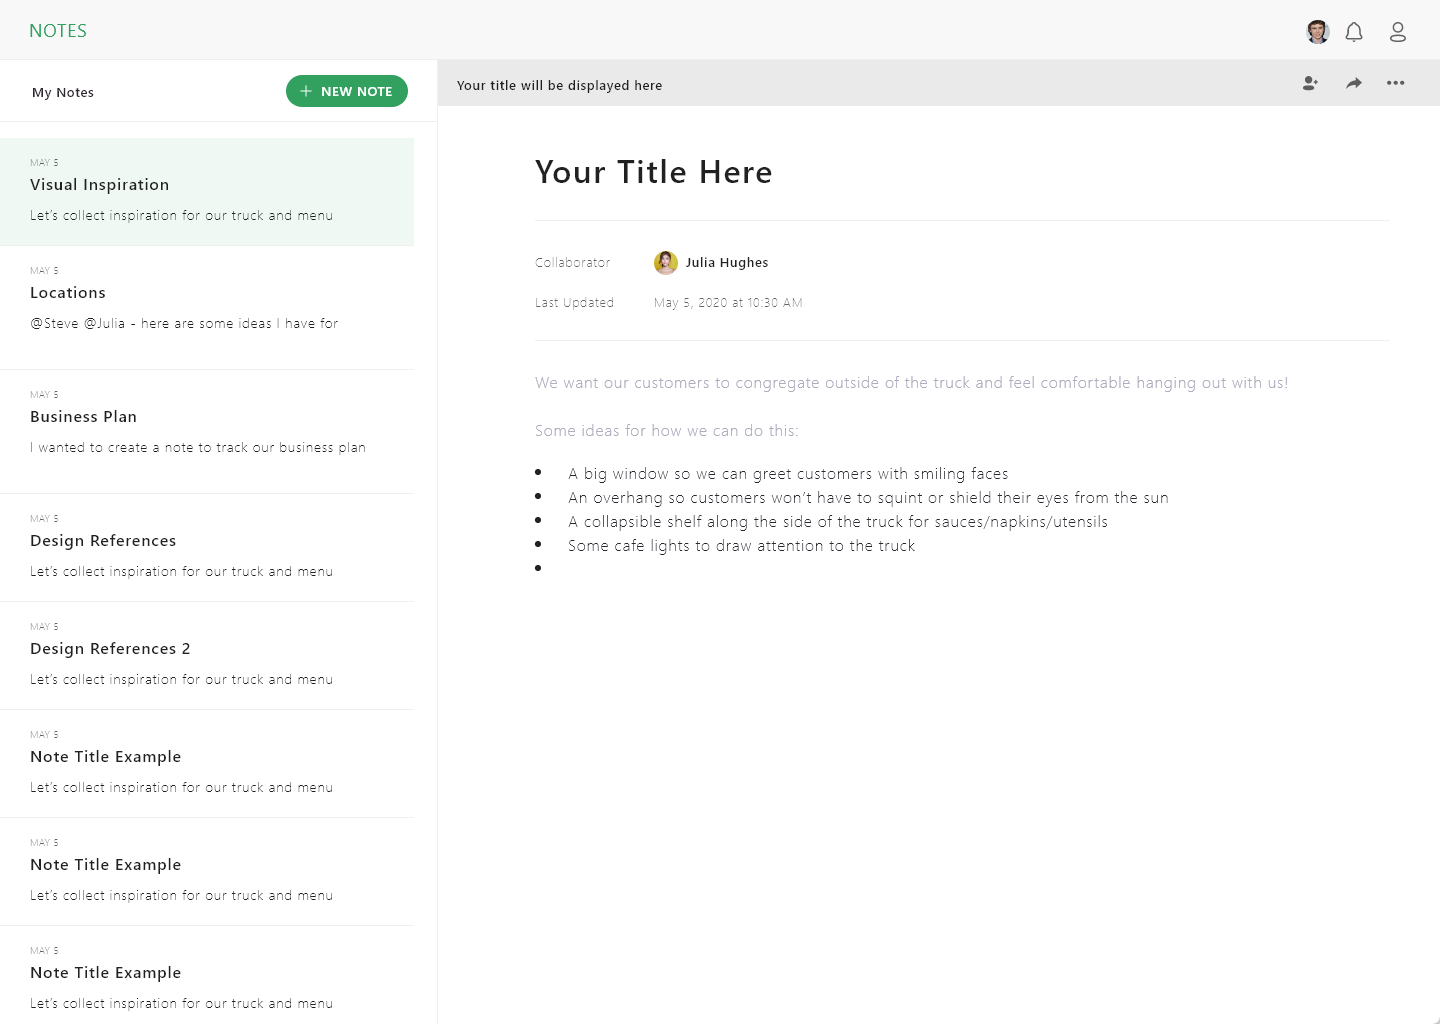 NOTES
My Notes
NEW NOTE
MAY 5
Visual Inspiration
Let's collect inspiration for our truck and menu
MAY 5
Locations
@Steve @Julia - here are some ideas I have for
MAY 5
Business Plan
I wanted to create a note to track our business plan
MAY 5
Design References
Let's collect inspiration for our truck and menu
MAY 5
Design References 2
Let's collect inspiration for our truck and menu
MAY 5
Note Title Example
Let's collect inspiration for our truck and menu
MAY 5
Note Title Example
Let's collect inspiration for our truck and menu
MAY 5
Note Title Example
Let's collect inspiration for our truck and menu
Your title will be displayed here
Your Title Here
Collaborator Julia Hughes
Last Updated May 5, 2020 at 10:30 AM
We want our customers to congregate outside of the truck and feel comfortable hanging out with us!
Some ideas for how we can do this:
• A big window so we can greet customers with smiling faces
• An overhang so customers won't have to squint or shield their eyes from the sun
• A collapsible shelf along the side of the truck for sauces/napkins/utensils
• Some cafe lights to draw attention to the truck
•